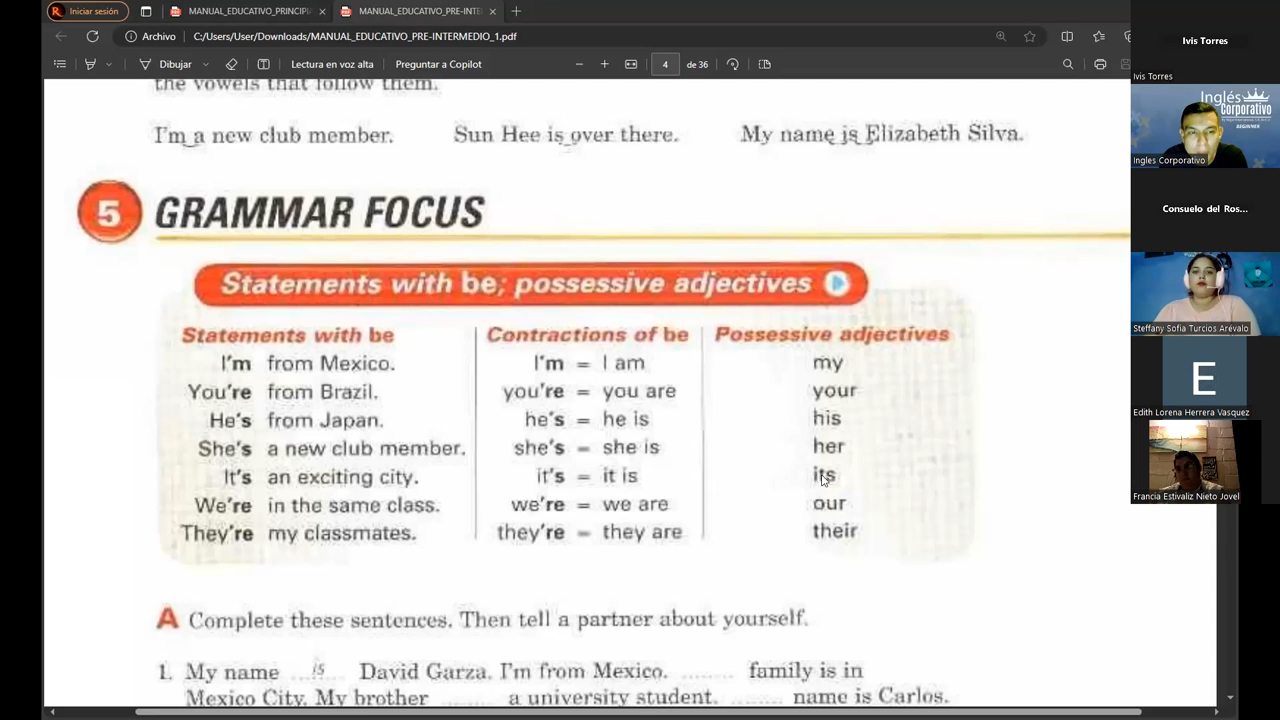 Iniciar sesión
MANUAL_EDUCATIVO_PRINCIPI
MANUAL_EDUCATIVO_PRE-INTE
Archivo
C:/Users/User/Downloads/MANUAL_EDUCATIVO_PRE-INTERMEDIO_1.pdf
Dibujar
Lectura en voz alta
Preguntar a Copilot
4
de 36
the vowels that follow them.
I'm a new club member. Sun Hee is over there. My name is Elizabeth Silva.
5 GRAMMAR FOCUS
Statements with be; possessive adjectives
Statements with be Contractions of be Possessive adjectives
I'm from Mexico. I'm = I am my
You're from Brazil. you're = you are your
He's from Japan. he's = he is his
She's a new club member. she's = she is her
It's an exciting city. it's = it is its
We're in the same class. we're = we are our
They're my classmates. they're = they are their
A Complete these sentences. Then tell a partner about yourself.
1. My name ...is... David Garza. I'm from Mexico. ........ family is in
Mexico City. My brother ........ a university student. ........ name is Carlos.
Ivis Torres
Ivis Torres
Inglés
Corporativo
BEGINNER
Ingles Corporativo
Consuelo del Ros...
Steffany Sofia Turcios Arévalo
E
Edith Lorena Herrera Vasquez
Francia Estivaliz Nieto Jovel